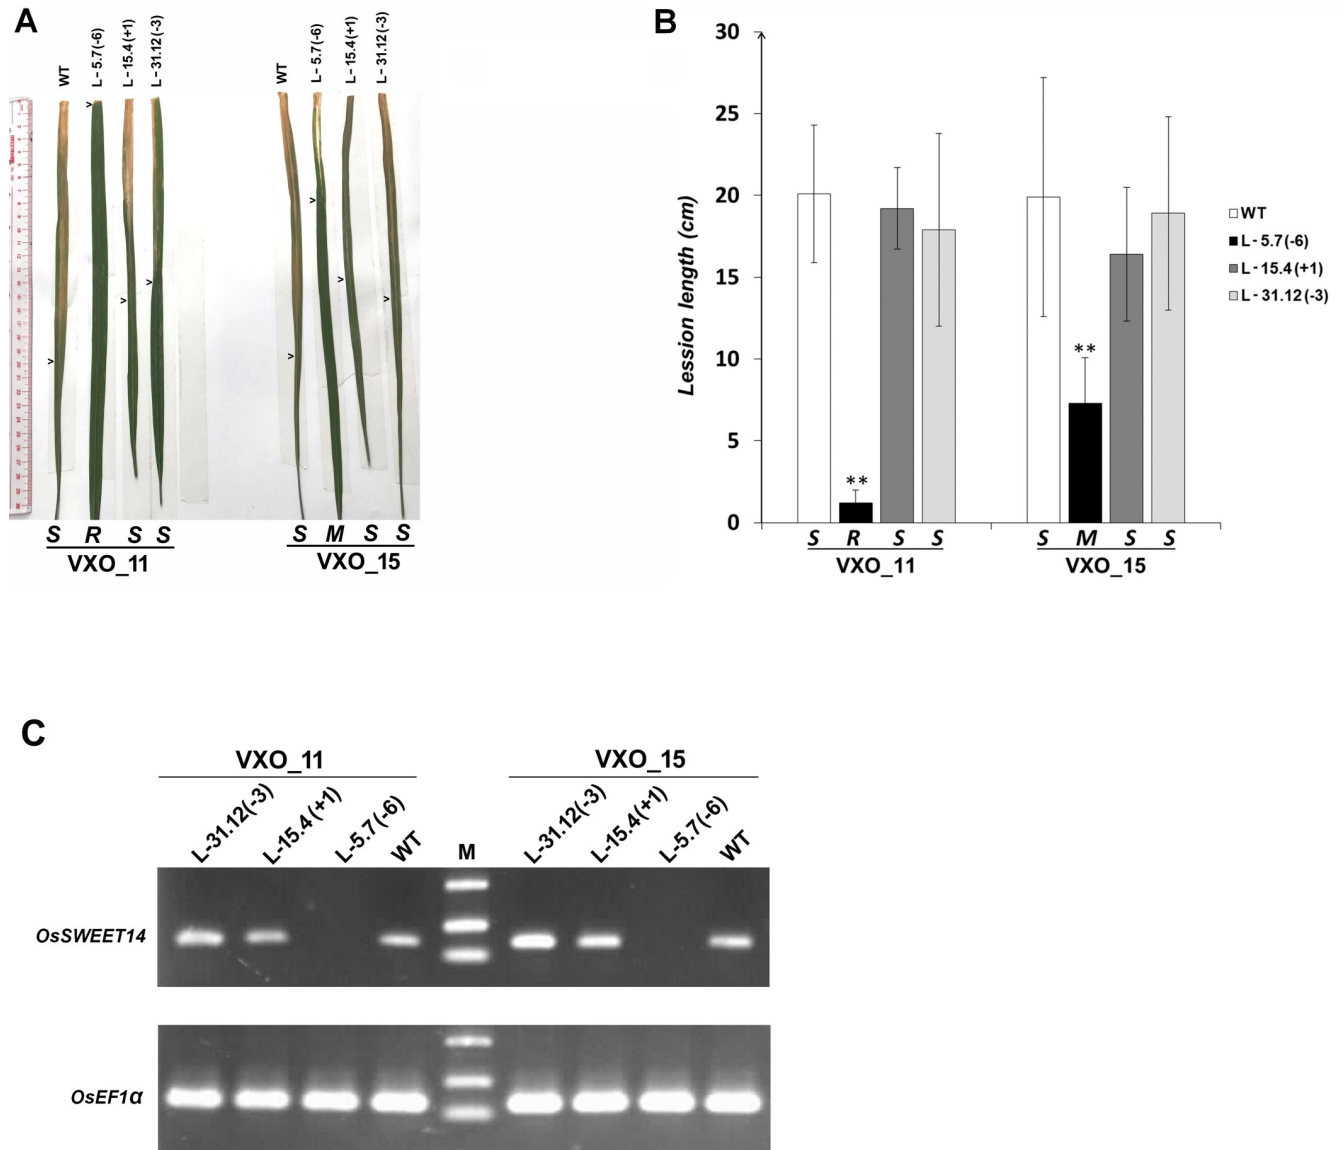 A
WT
L - 5.7 (-6)
L - 15.4 (+1)
L - 31.12 (-3)
WT
L - 5.7 (-6)
L - 15.4 (+1)
L - 31.12 (-3)
>
>
>
>
>
>
>
>
S R S S
VXO_11
S M S S
VXO_15
B
Lession length (cm)
30
25
20
15
10
5
0
**
**
S R S S
VXO_11
S M S S
VXO_15
WT
L - 5.7 (-6)
L - 15.4 (+1)
L - 31.12 (-3)
C
VXO_11
VXO_15
L-31.12(-3)
L-15.4 (+1)
L-5.7(-6)
WT
M
L-31.12(-3)
L-15.4 (+1)
L-5.7(-6)
WT
OsSWEET14
OsEF1α